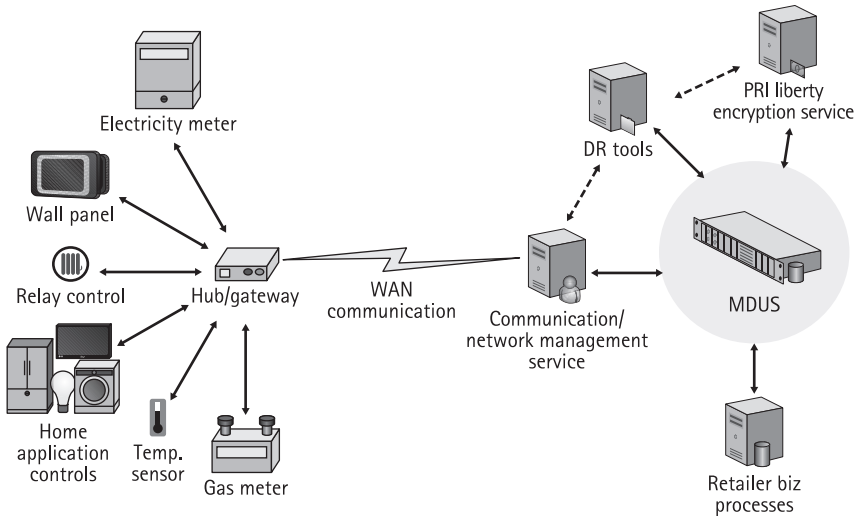 Electricity meter
Wall panel
Relay control
Home
application
controls
Temp.
sensor
Gas meter
Hub/gateway
WAN
communication
Communication/
network management
service
DR tools
PRI liberty
encryption service
MDUS
Retailer biz
processes